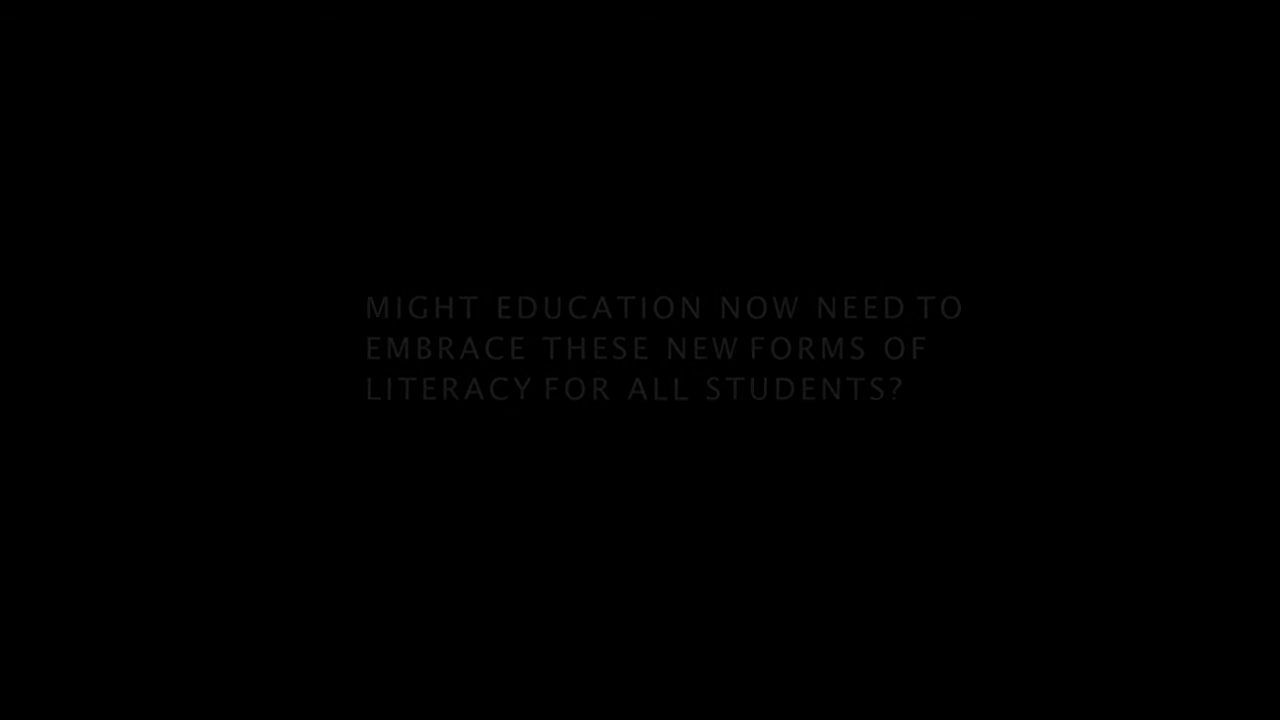 MIGHT EDUCATION NOW NEED TO
EMBRACE THESE NEW FORMS OF
LITERACY FOR ALL STUDENTS?